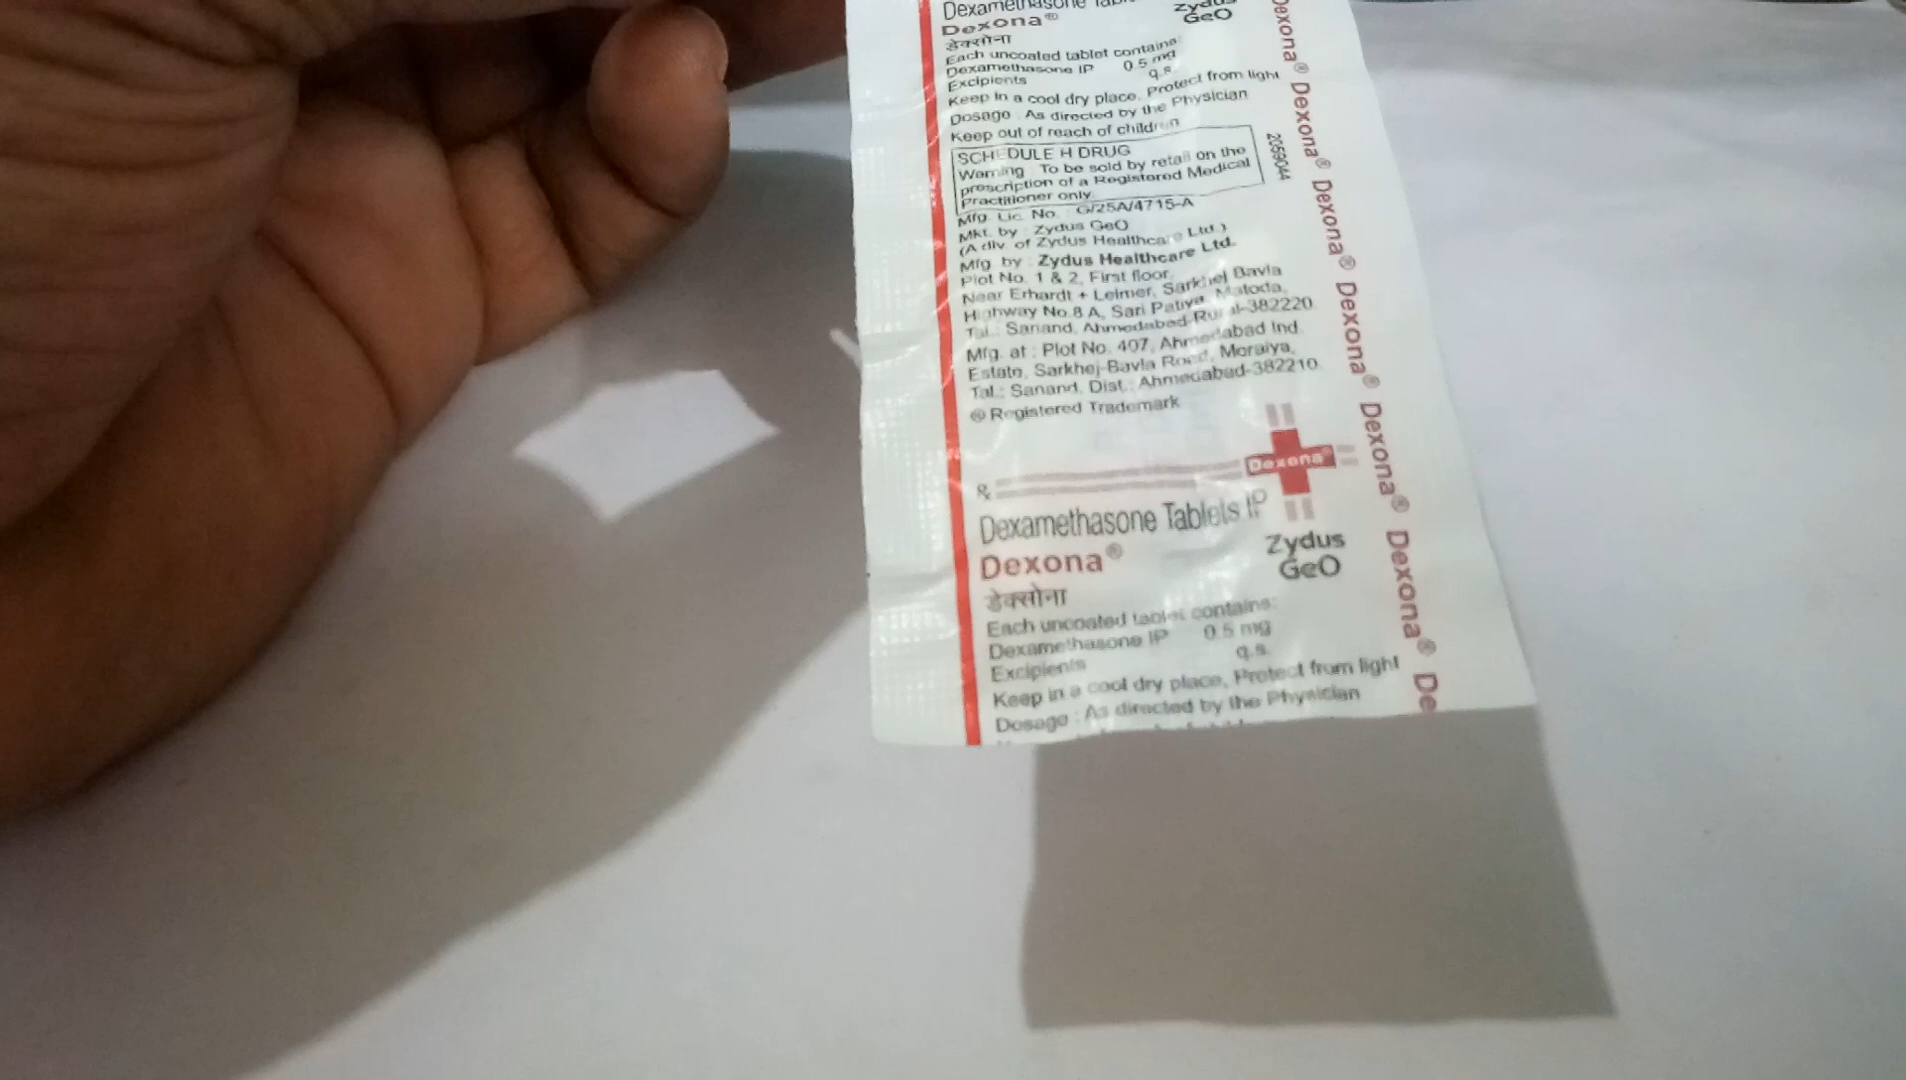 Dexamethasone
Dexona®
Zydus
GeO
डेक्सोना
Each uncoated tablet contains:
Dexamethasone IP 0.5 mg
Excipients q.s.
Keep in a cool dry place, Protect from light
Dosage : As directed by the Physician
Keep out of reach of children
SCHEDULE H DRUG
Warning : To be sold by retail on the
prescription of a Registered Medical
Practitioner only.
Mfg. Lic. No. : G/25A/4715-A
Mkt. by : Zydus GeO
(A div. of Zydus Healthcare Ltd.)
Mfg by : Zydus Healthcare Ltd.
Plot No. 1 & 2, First floor,
Near Erhardt + Leimer, Sarkhej Bavla
Highway No.8 A, Sari Patiya, Matoda,
Tal.: Sanand, Ahmedabad-Rural-382220
Mfg. at : Plot No. 407, Ahmedabad Ind.
Estate, Sarkhej-Bavla Road, Moraiya,
Tal.: Sanand, Dist.: Ahmedabad-382210
® Registered Trademark
2059044
Dexona®
Dexamethasone Tablets IP
Dexona®
Zydus
GeO
डेक्सोना
Each uncoated tablet contains:
Dexamethasone IP 0.5 mg
Excipients q.s.
Keep in a cool dry place, Protect from light
Dosage : As directed by the Physician
Dexona® Dexona® Dexona® Dexona® Dexona® Dexona® De